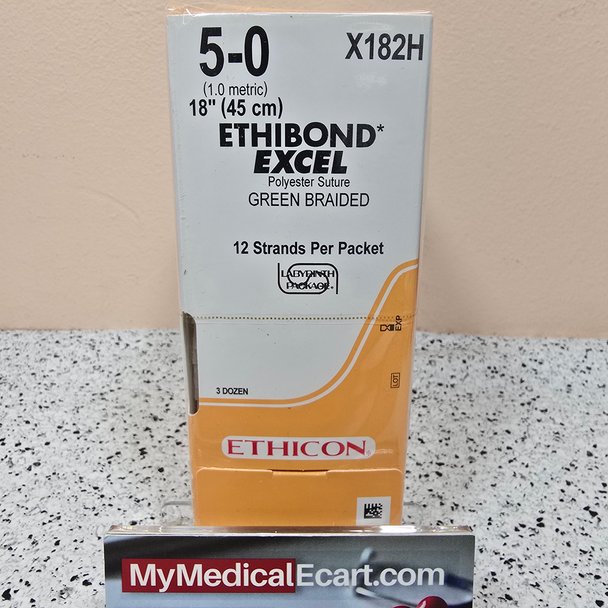 5-0 X182H
(1.0 metric)
18" (45 cm)
ETHIBOND*
EXCEL
Polyester Suture
GREEN BRAIDED
12 Strands Per Packet
LABYRINTH
PACKAGE*
EXP
LOT
3 DOZEN
ETHICON
MyMedicalEcart.com